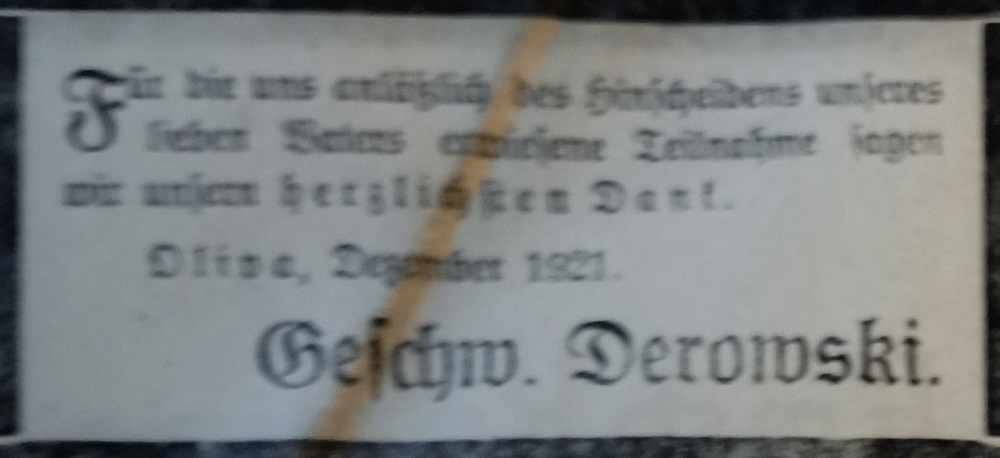 Für die uns anläßlich des Hinscheidens unseres
lieben Vaters erwiesene Teilnahme sagen
wir unsern herzlichsten Dank.
Oliva, Dezember 1921.
Geschw. Derowski.